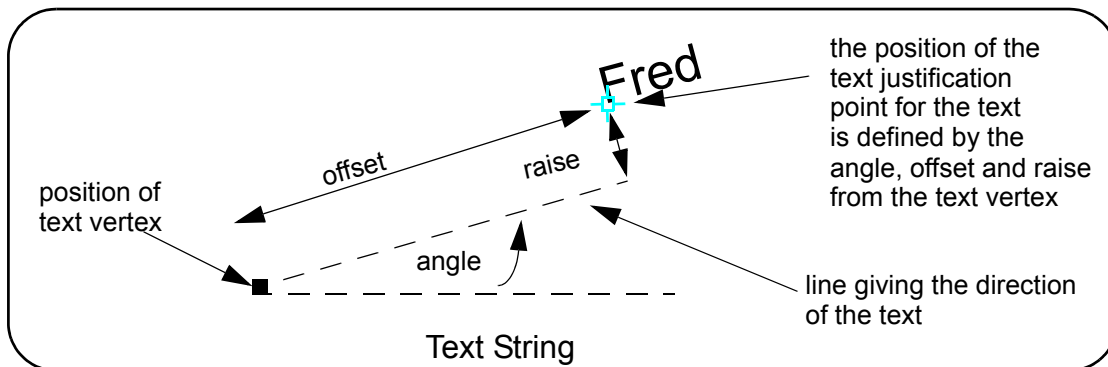 Fred
the position of the
text justification
point for the text
is defined by the
angle, offset and raise
from the text vertex
offset
raise
position of
text vertex
angle
line giving the direction
of the text
Text String